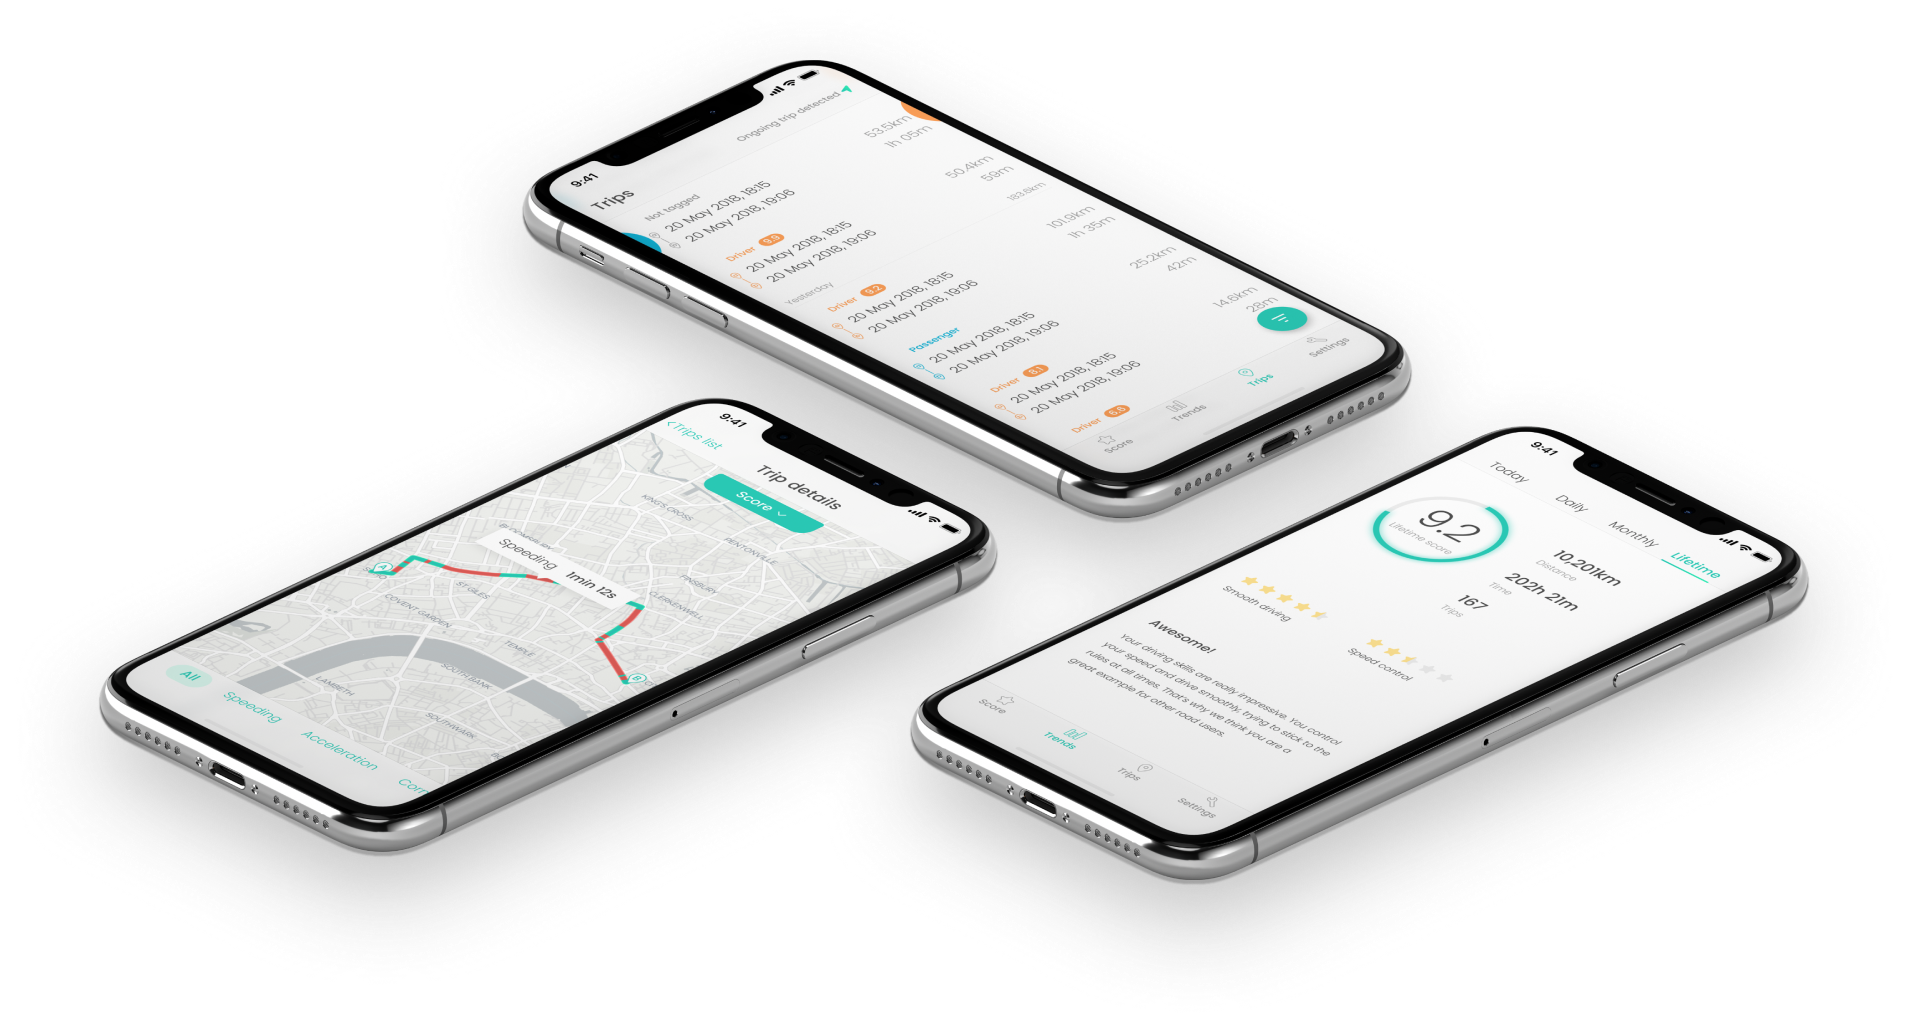 9:41
Ongoing trip detected
Trips
Not tagged
20 May 2018, 18:15
20 May 2018, 19:06
53.5km
1h 05m
Driver 9.9
20 May 2018, 18:15
20 May 2018, 19:06
50.4km
59m
Yesterday
183.6km
Driver 9.2
20 May 2018, 18:15
20 May 2018, 19:06
101.9km
1h 35m
Passenger
20 May 2018, 18:15
20 May 2018, 19:06
25.2km
42m
Driver 8.1
20 May 2018, 18:15
20 May 2018, 19:06
14.6km
28m
Driver 6.8
Score
Trends
Trips
Settings
9:41
Trips list
Trip details
Score
KING'S CROSS
PENTONVILLE
FINSBURY
CLERKENWELL
BLOOMSBURY
Speeding 1min 12s
A
SOHO
ST GILES
COVENT GARDEN
TEMPLE
B
SOUTH BANK
LAMBETH
SOUTHWARK
All
Speeding
Acceleration
Corn
9:41
Today
Daily
Monthly
Lifetime
9.2
Lifetime score
10,201km
Distance
202h 21m
Time
167
Trips
Smooth driving
Speed control
Awesome!
Your driving skills are really impressive. You control
your speed and drive smoothly, trying to stick to the
rules at all times. That's why we think you are a
great example for other road users.
Score
Trends
Trips
Settings